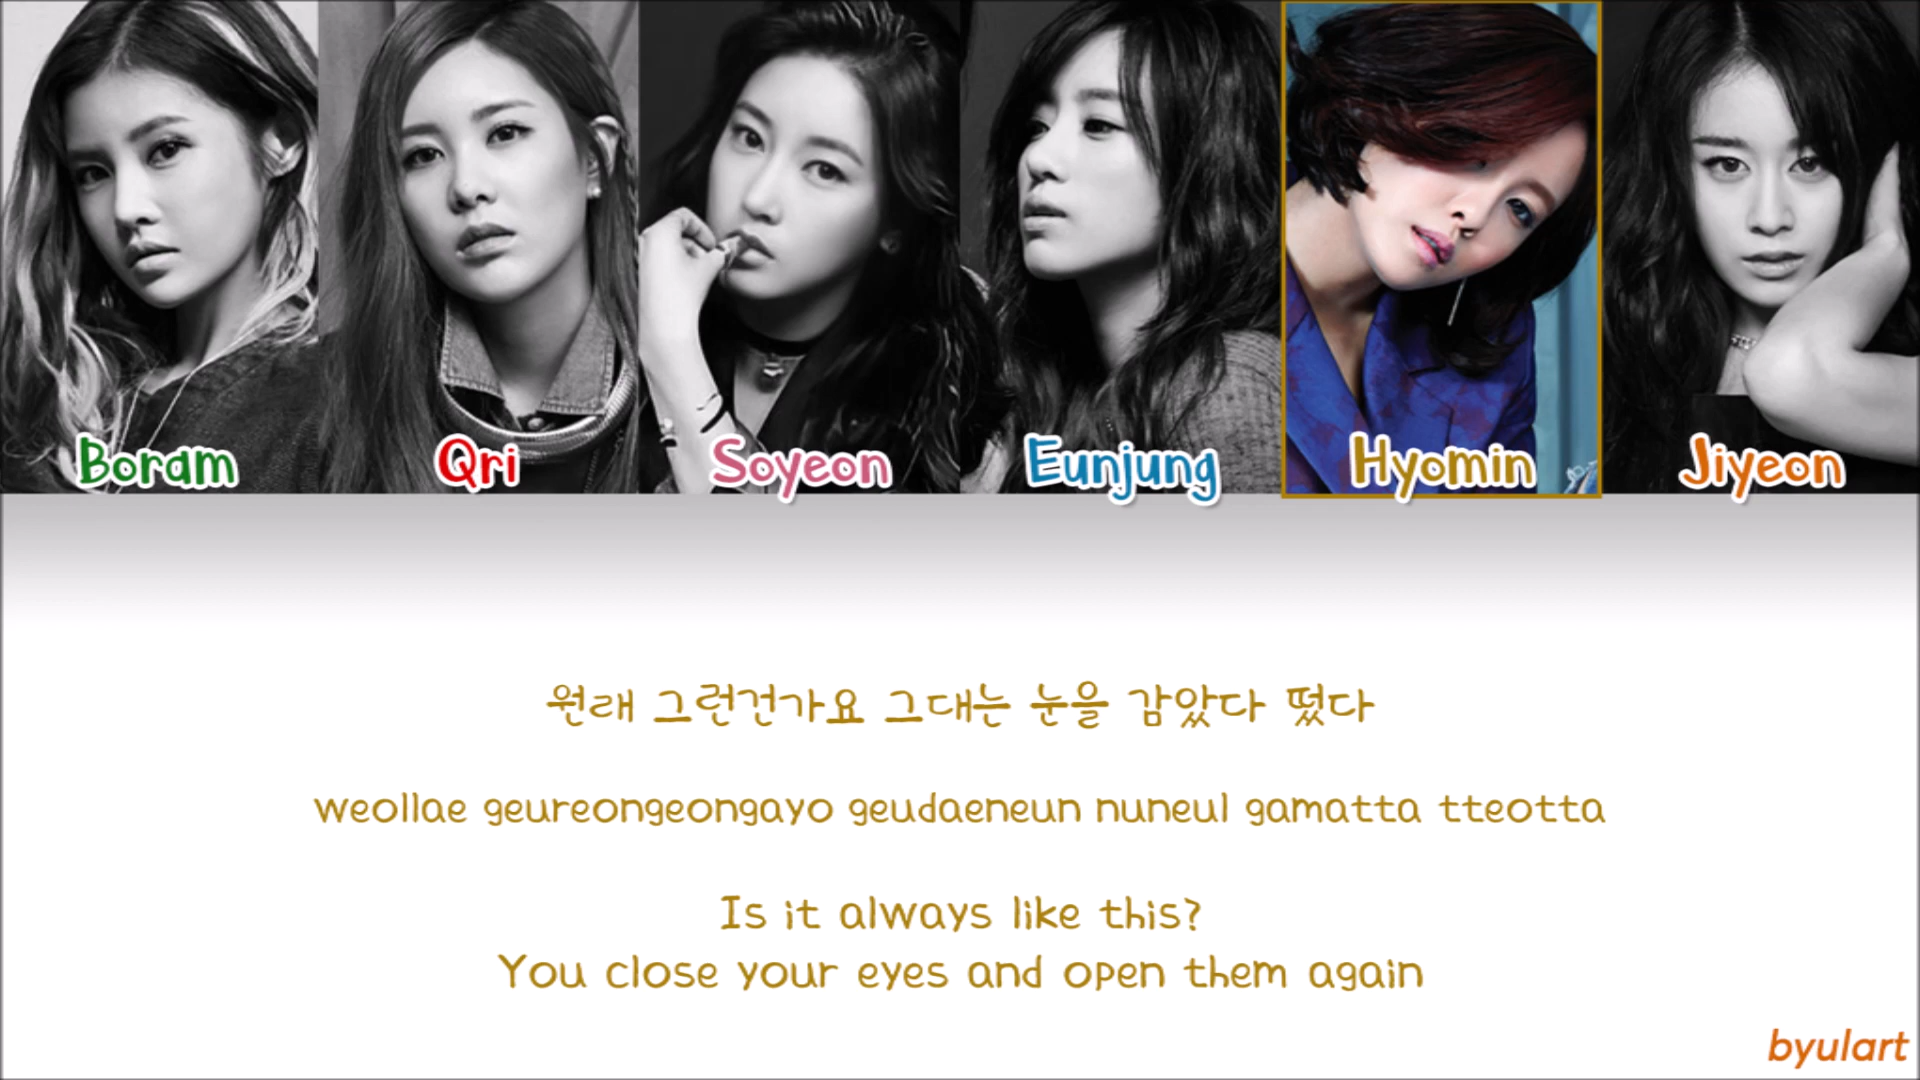 Boram Qri Soyeon Eunjung Hyomin Jiyeon
원래 그런건가요 그대는 눈을 감았다 떴다
weollae geureongeongayo geudaeneun nuneul gamatta tteotta
Is it always like this?
You close your eyes and open them again
byulart